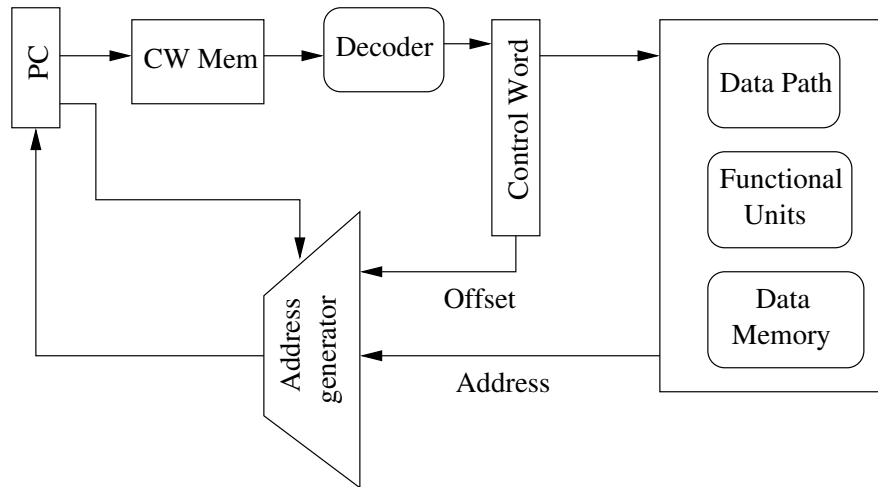 PC
CW Mem
Decoder
Control Word
Data Path
Functional
Units
Data
Memory
Offset
Address
Address
generator